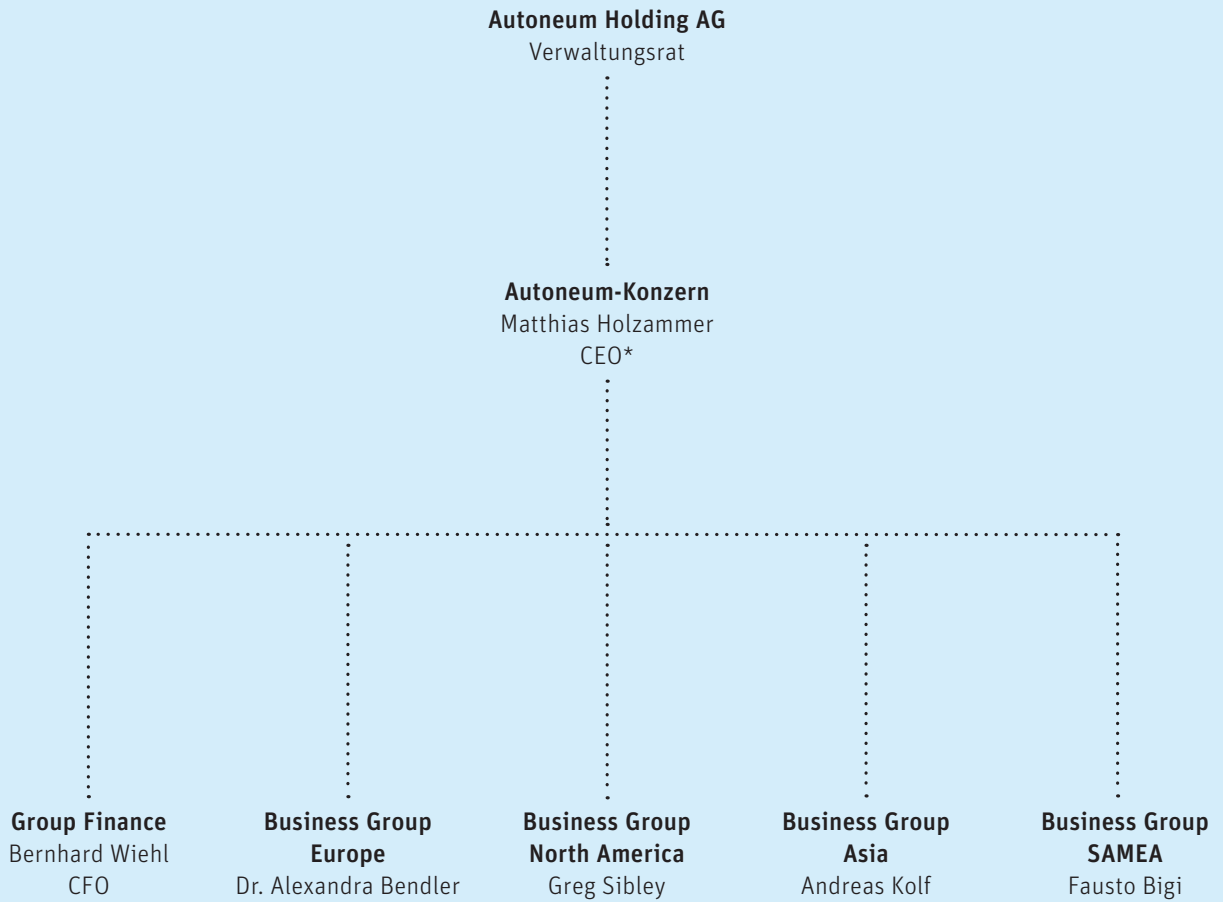 Autoneum Holding AG
Verwaltungsrat
Autoneum-Konzern
Matthias Holzammer
CEO*
Group Finance
Bernhard Wiehl
CFO
Business Group
Europe
Dr. Alexandra Bendler
Business Group
North America
Greg Sibley
Business Group
Asia
Andreas Kolf
Business Group
SAMEA
Fausto Bigi